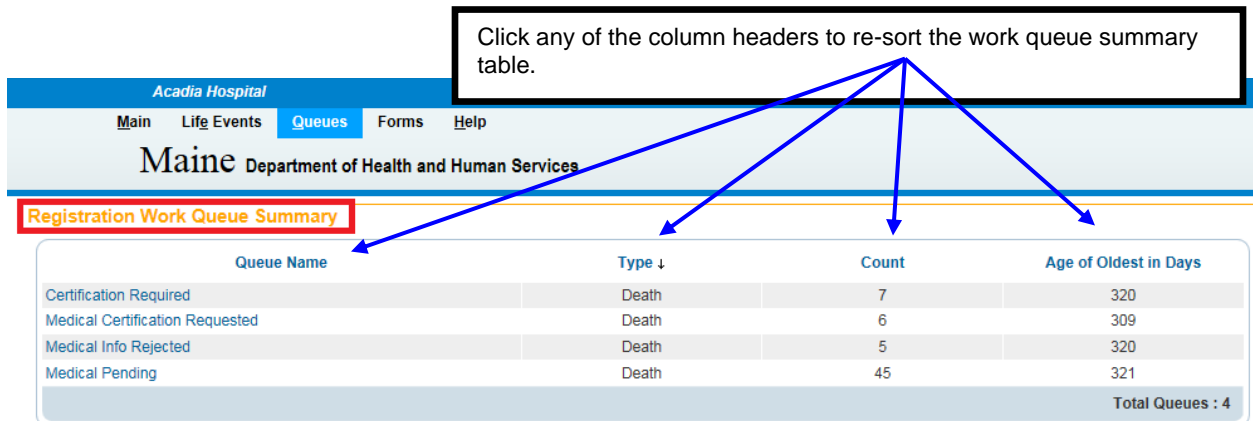 Click any of the column headers to re-sort the work queue summary
table.
Acadia Hospital
Main Life Events Queues Forms Help
Maine Department of Health and Human Services
Registration Work Queue Summary
Queue Name Type ↓ Count Age of Oldest in Days
Certification Required Death 7 320
Medical Certification Requested Death 6 309
Medical Info Rejected Death 5 320
Medical Pending Death 45 321
Total Queues : 4